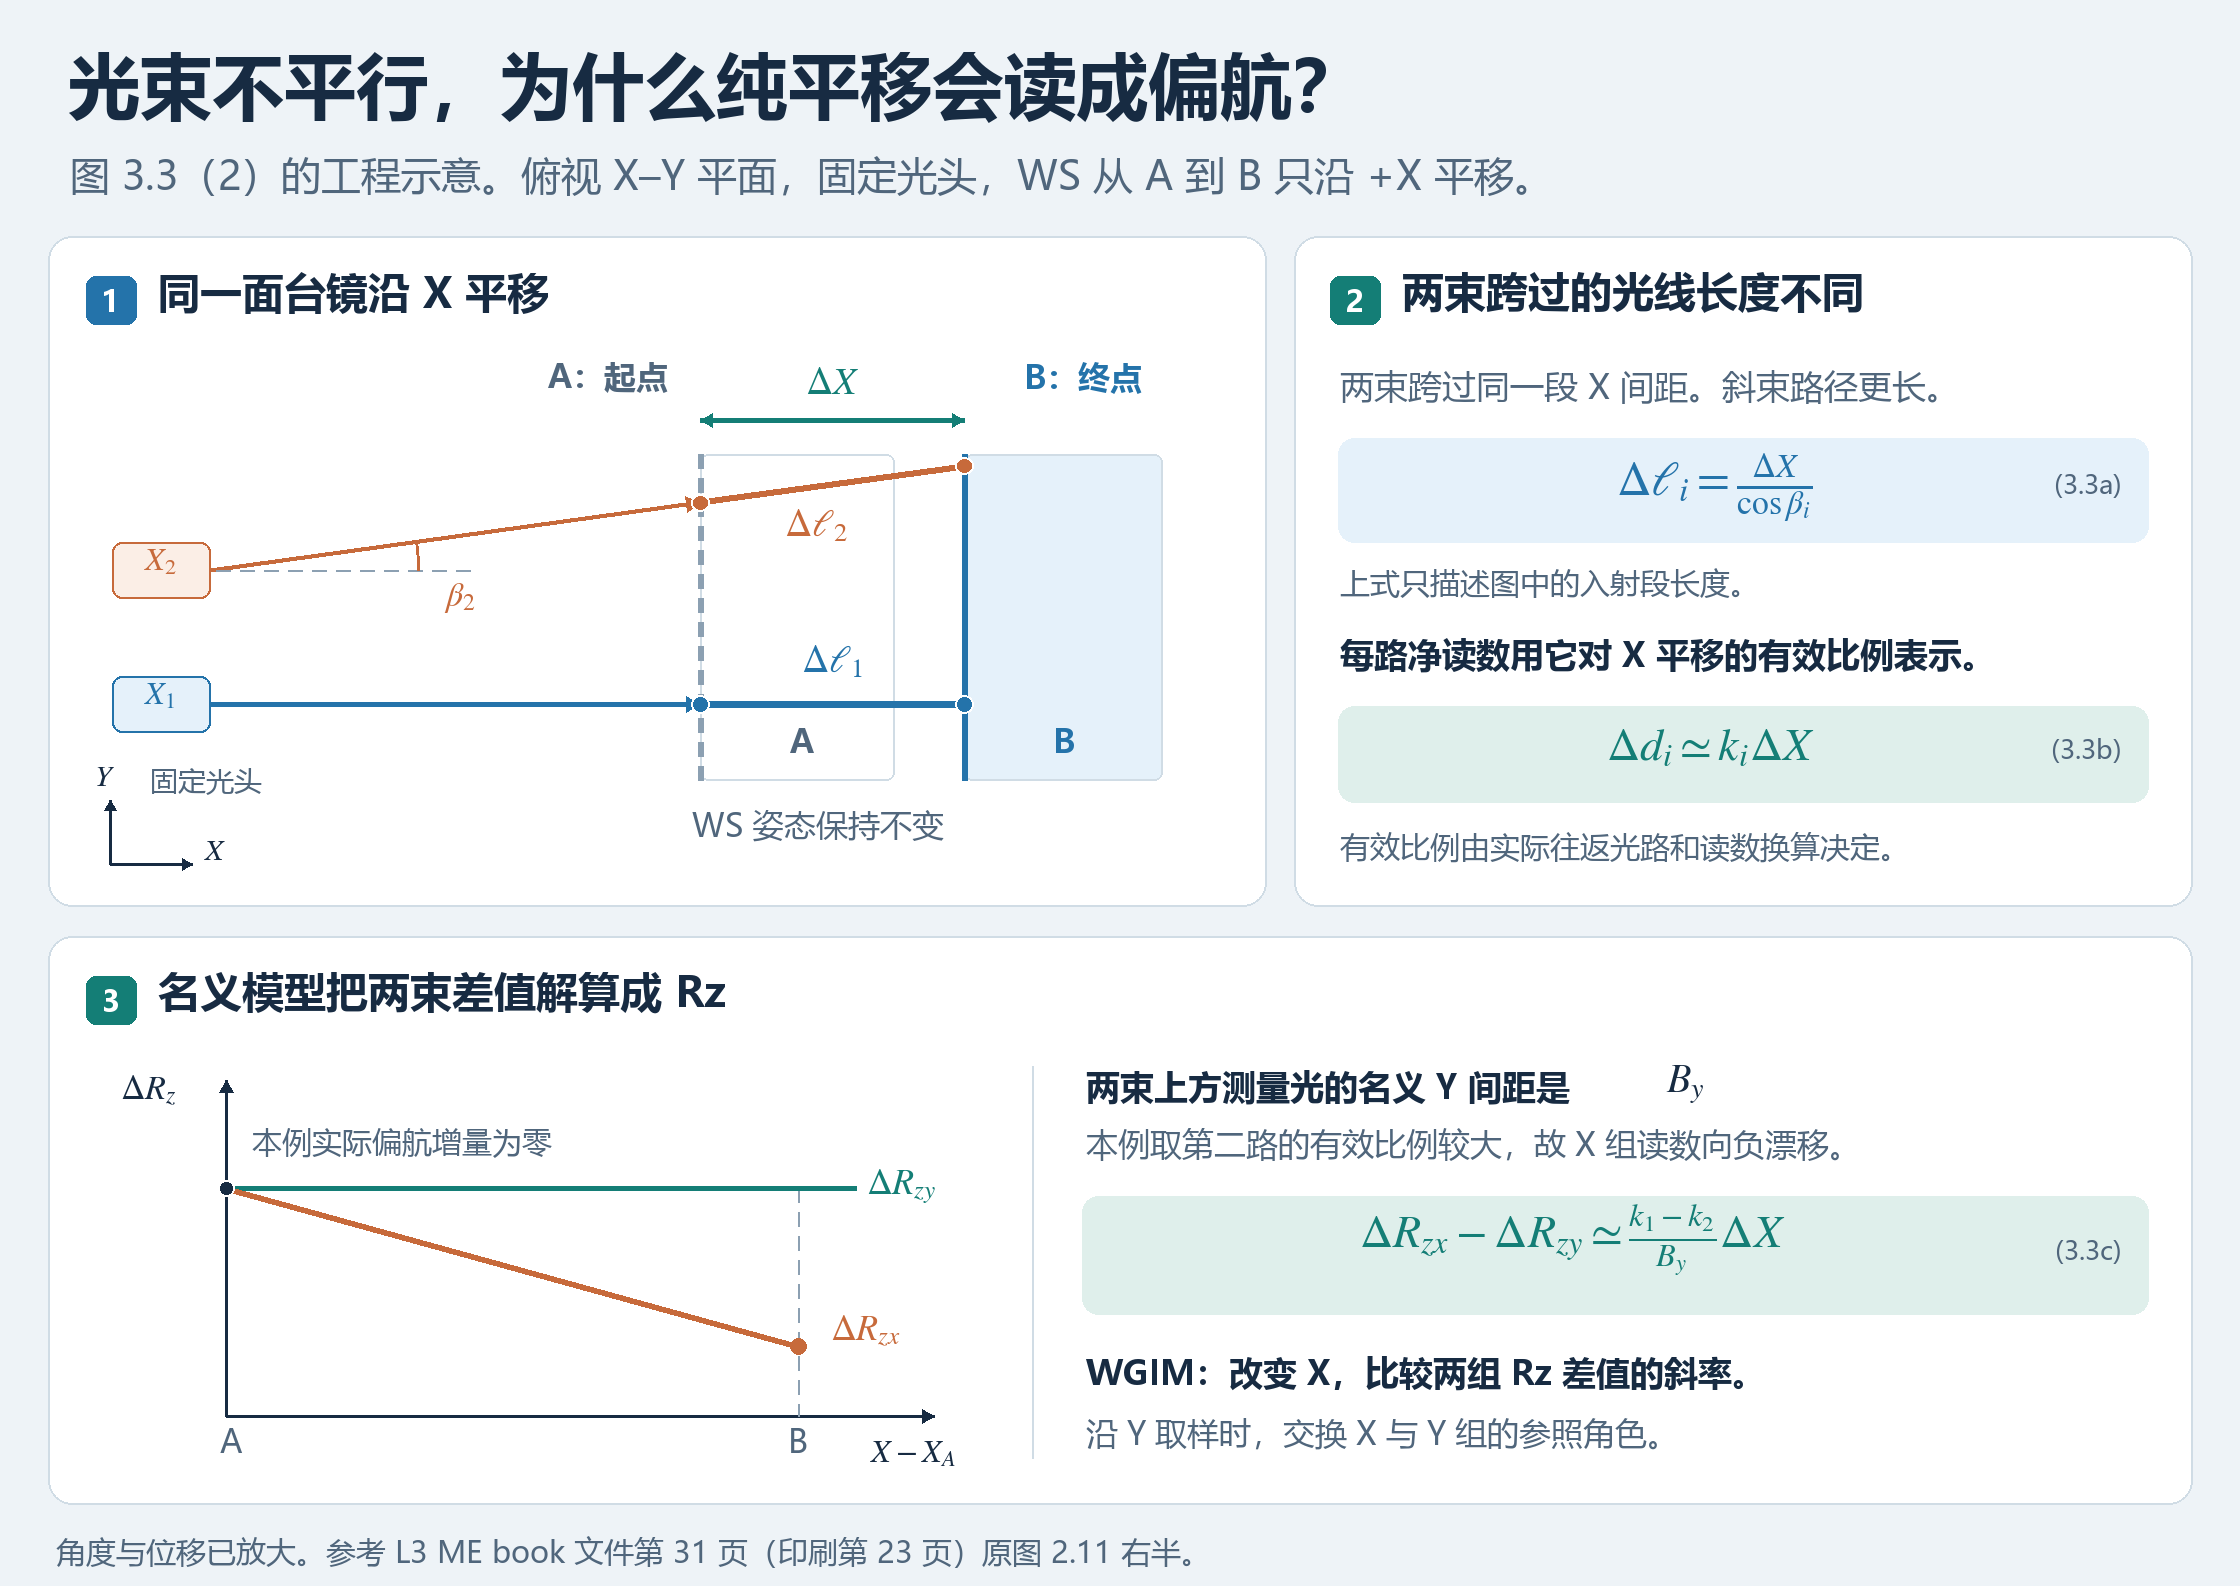 光束不平行，为什么纯平移会读成偏航？
图 3.3（2）的工程示意。俯视 X–Y 平面，固定光头，WS 从 A 到 B 只沿 +X 平移。
1 同一面台镜沿 X 平移
A：起点
ΔX
B：终点
X₂
β₂
Δℓ₂
X₁
Δℓ₁
A
B
Y
固定光头
X
WS 姿态保持不变
2 两束跨过的光线长度不同
两束跨过同一段 X 间距。斜束路径更长。
Δℓᵢ = ΔX / cos βᵢ (3.3a)
上式只描述图中的入射段长度。
每路净读数用它对 X 平移的有效比例表示。
Δdᵢ ≃ kᵢΔX (3.3b)
有效比例由实际往返光路和读数换算决定。
3 名义模型把两束差值解算成 Rz
ΔR_z
本例实际偏航增量为零
ΔR_zy
ΔR_zx
A
B
X − X_A
两束上方测量光的名义 Y 间距是 B_y
本例取第二路的有效比例较大，故 X 组读数向负漂移。
ΔR_zx − ΔR_zy ≃ (k₁ − k₂) / B_y ΔX (3.3c)
WGIM：改变 X，比较两组 Rz 差值的斜率。
沿 Y 取样时，交换 X 与 Y 组的参照角色。
角度与位移已放大。参考 L3 ME book 文件第 31 页（印刷第 23 页）原图 2.11 右半。